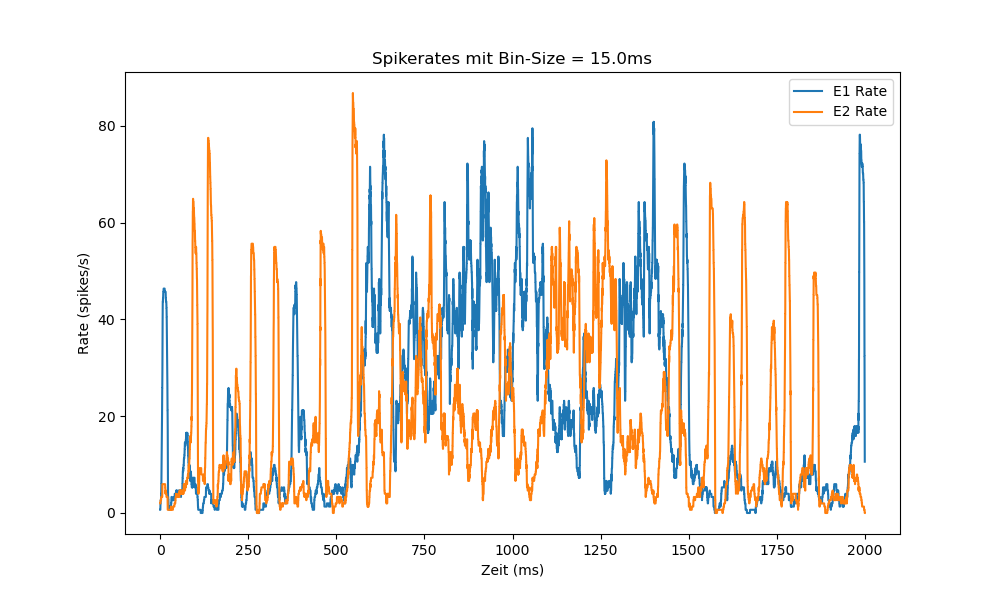 Spikerates mit Bin-Size = 15.0ms
E1 Rate
E2 Rate
Rate (spikes/s)
80
60
40
20
0
0 250 500 750 1000 1250 1500 1750 2000
Zeit (ms)